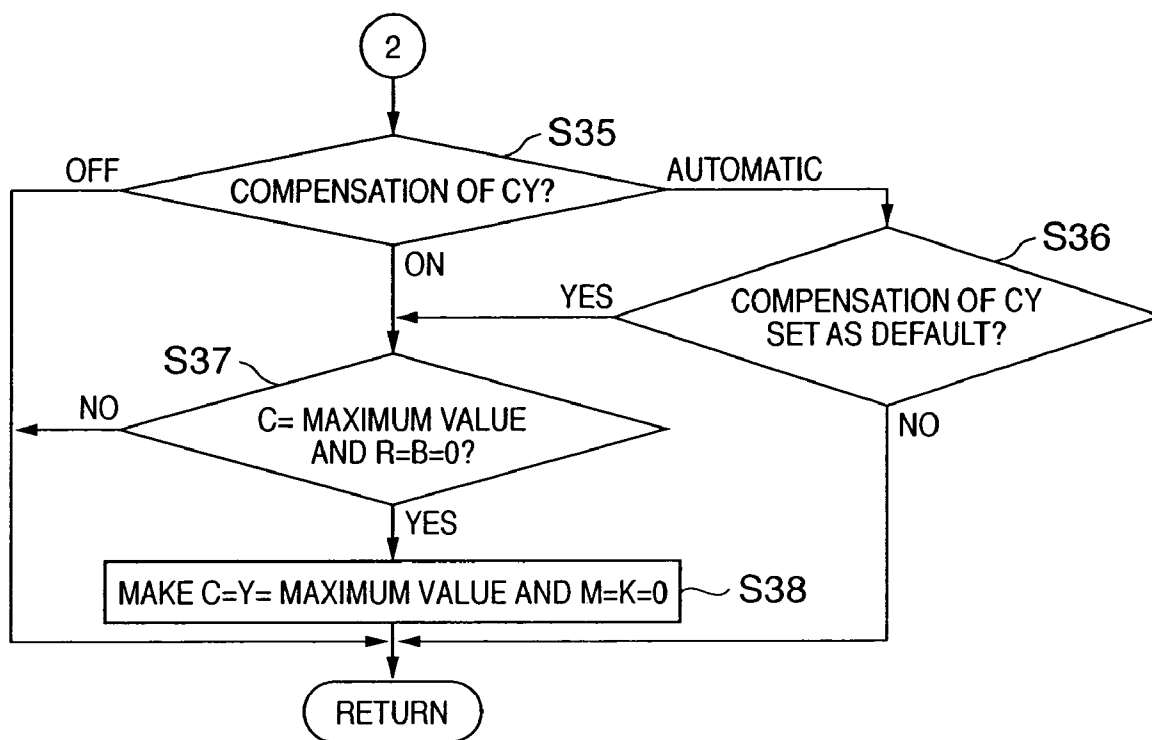 2
S35
OFF
AUTOMATIC
COMPENSATION OF CY?
S36
ON
YES
COMPENSATION OF CY
SET AS DEFAULT?
S37
NO
C= MAXIMUM VALUE
AND R=B=0?
NO
YES
MAKE C=Y= MAXIMUM VALUE AND M=K=0
S38
RETURN